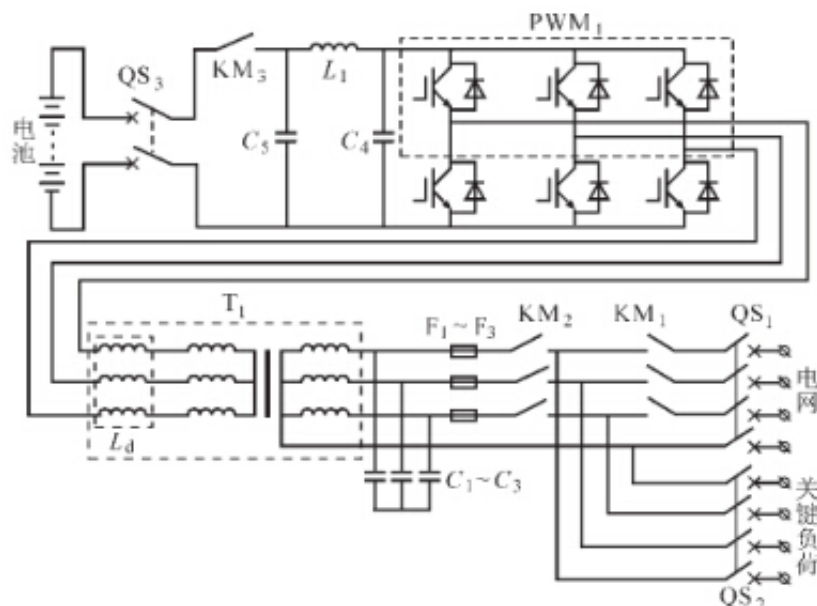 PWM₁
QS₃
KM₃
L₁
电池
C₅
C₄
T₁
F₁~F₃
KM₂
KM₁
QS₁
电网
L_d
C₁~C₃
关键负荷
QS₂